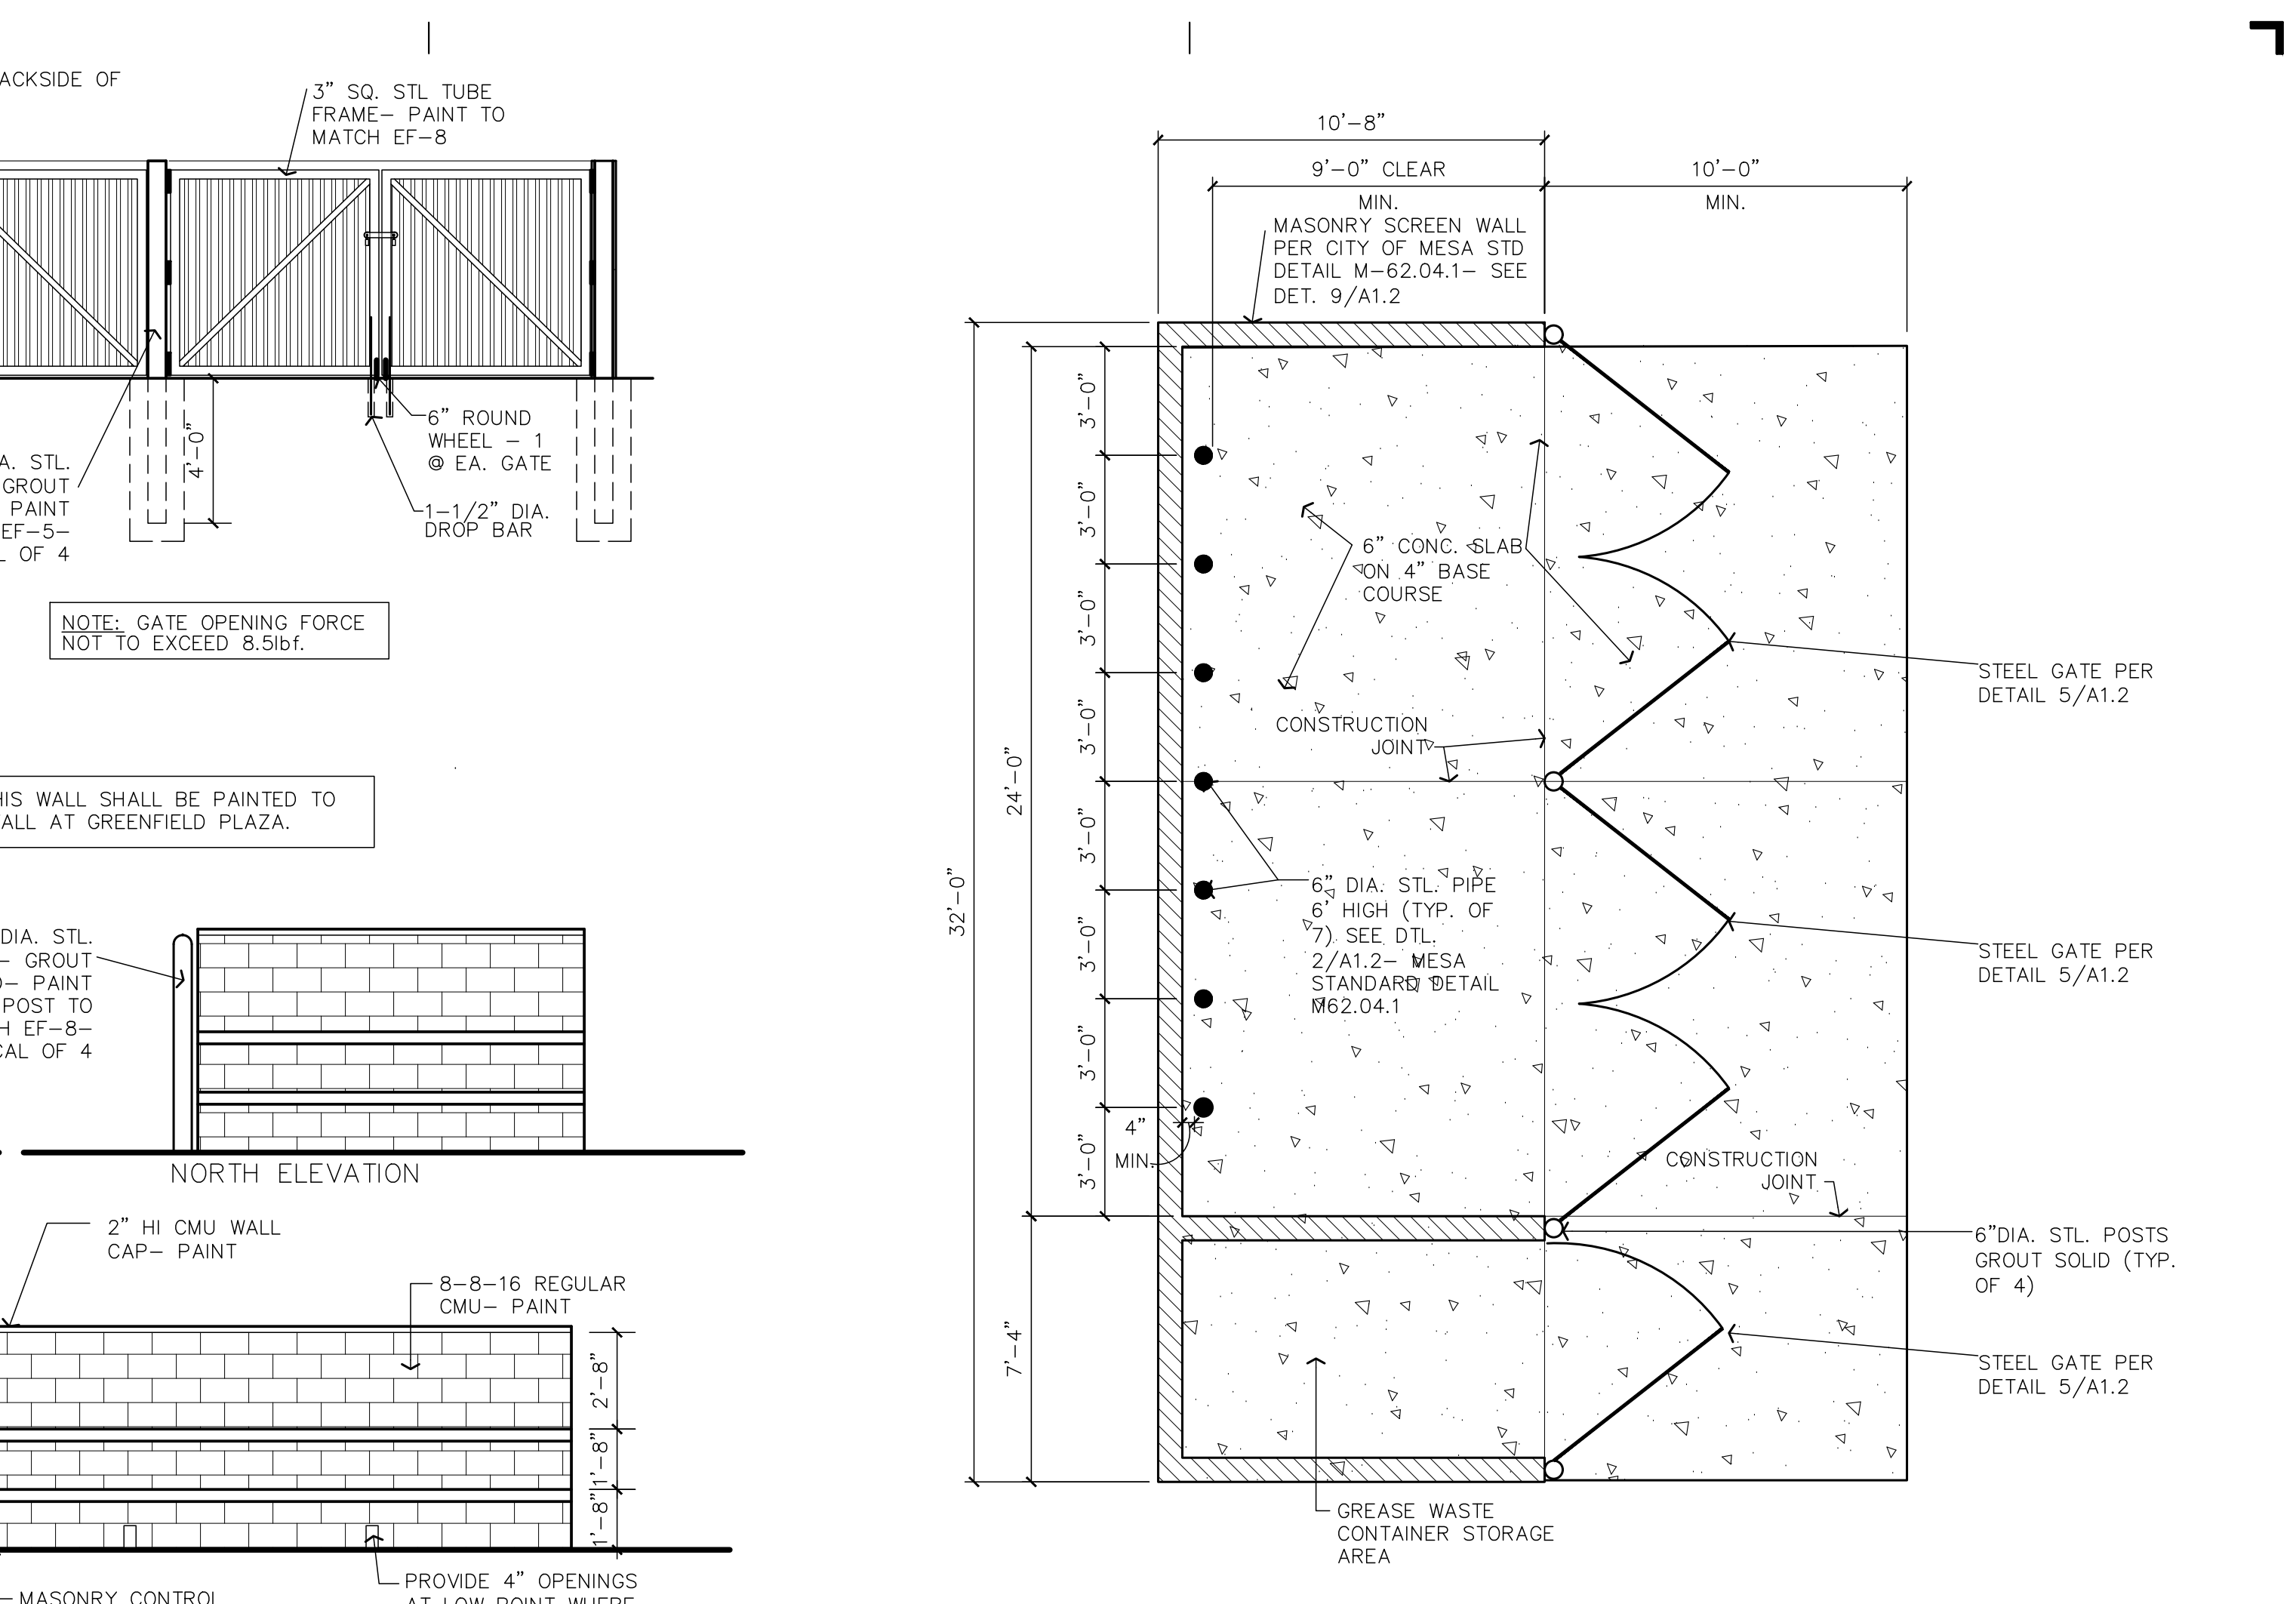 ACKSIDE OF
3” SQ. STL TUBE
FRAME– PAINT TO
MATCH EF–8
4’–0”
6” ROUND
WHEEL – 1
@ EA. GATE
1–1/2” DIA.
DROP BAR
A. STL.
GROUT
PAINT
EF–5–
L OF 4
NOTE: GATE OPENING FORCE
NOT TO EXCEED 8.5lbf.
HIS WALL SHALL BE PAINTED TO
ALL AT GREENFIELD PLAZA.
DIA. STL.
– GROUT
D– PAINT
POST TO
H EF–8–
CAL OF 4
NORTH ELEVATION
2” HI CMU WALL
CAP– PAINT
8–8–16 REGULAR
CMU– PAINT
2’–8”
1’–8”
1’–8”
PROVIDE 4” OPENINGS
AT LOW POINT WHERE
– MASONRY CONTROL
10’–8”
9’–0” CLEAR
MIN.
10’–0”
MIN.
MASONRY SCREEN WALL
PER CITY OF MESA STD
DETAIL M–62.04.1– SEE
DET. 9/A1.2
3’–0”
3’–0”
3’–0”
3’–0”
3’–0”
3’–0”
3’–0”
3’–0”
24’–0”
32’–0”
7’–4”
4”
MIN.
6” CONC. SLAB
ON 4” BASE
COURSE
CONSTRUCTION
JOINT
6” DIA. STL. PIPE
6’ HIGH (TYP. OF
7) SEE DTL.
2/A1.2– MESA
STANDARD DETAIL
M62.04.1
STEEL GATE PER
DETAIL 5/A1.2
STEEL GATE PER
DETAIL 5/A1.2
CONSTRUCTION
JOINT
6”DIA. STL. POSTS
GROUT SOLID (TYP.
OF 4)
STEEL GATE PER
DETAIL 5/A1.2
GREASE WASTE
CONTAINER STORAGE
AREA